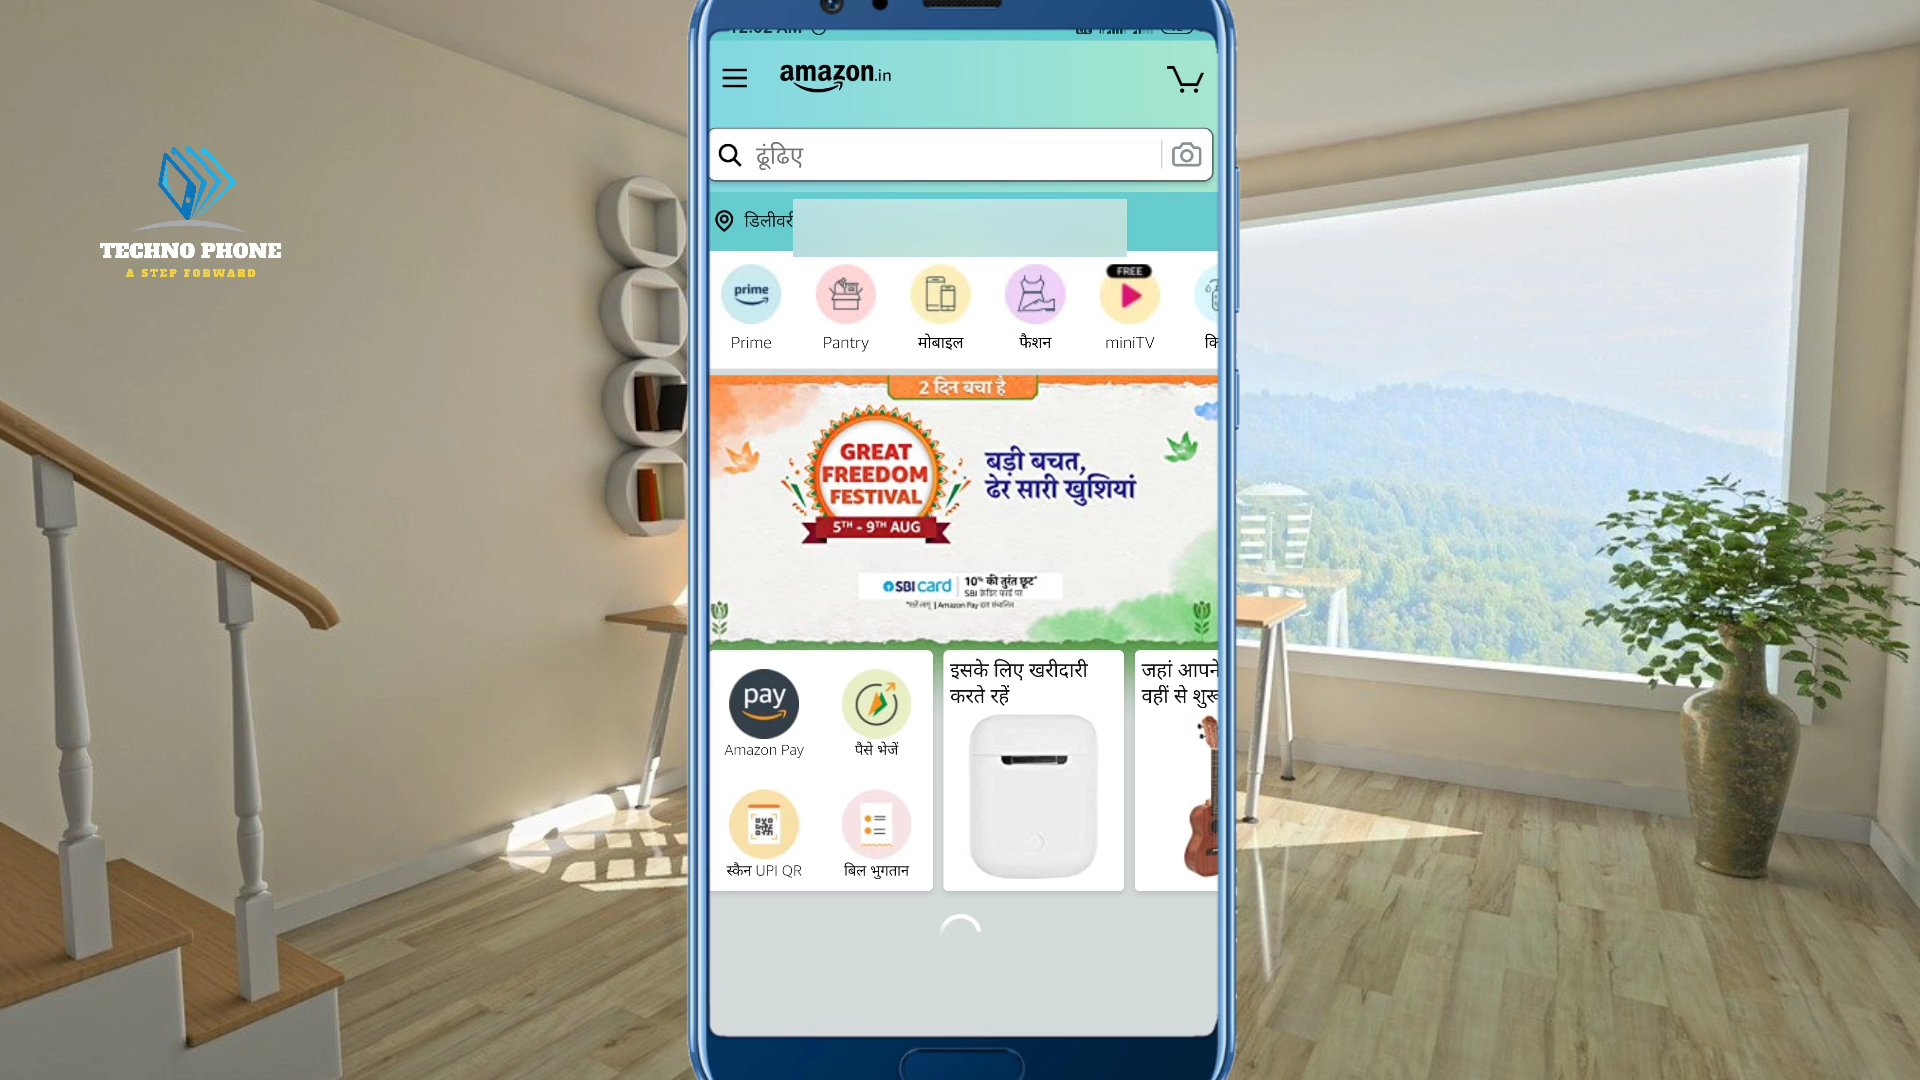 TECHNO PHONE
A STEP FORWARD
amazon.in
ढूंढिए
डिलीवरी
FREE
prime
Prime
Pantry
मोबाइल
फैशन
miniTV
2 दिन बचा है
GREAT
FREEDOM
FESTIVAL
5TH - 9TH AUG
बड़ी बचत,
ढेर सारी खुशियां
SBI card
10% की तुरंत छूट*
SBI क्रेडिट कार्ड पर
*शर्तें लागू | Amazon Pay द्वारा संचालित
pay
Amazon Pay
पैसे भेजें
स्कैन UPI QR
बिल भुगतान
इसके लिए खरीदारी
करते रहें
जहां आपने
वहीं से शुरू